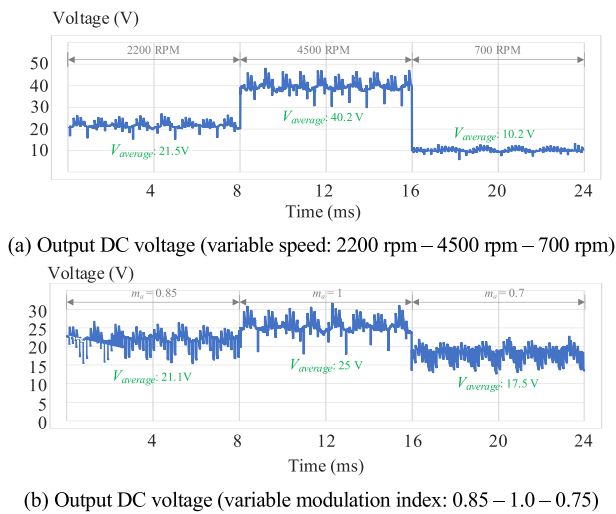 Voltage (V)
2200 RPM 4500 RPM 700 RPM
50
40
30
20
10
Vaverage: 21.5V
Vaverage: 40.2 V
Vaverage: 10.2 V
4 8 12 16 20 24
Time (ms)
(a) Output DC voltage (variable speed: 2200 rpm – 4500 rpm – 700 rpm)
Voltage (V)
ma = 0.85 ma = 1 ma = 0.7
30
25
20
15
10
5
0
Vaverage: 21.1V
Vaverage: 25 V
Vaverage: 17.5 V
4 8 12 16 20 24
Time (ms)
(b) Output DC voltage (variable modulation index: 0.85 – 1.0 – 0.75)